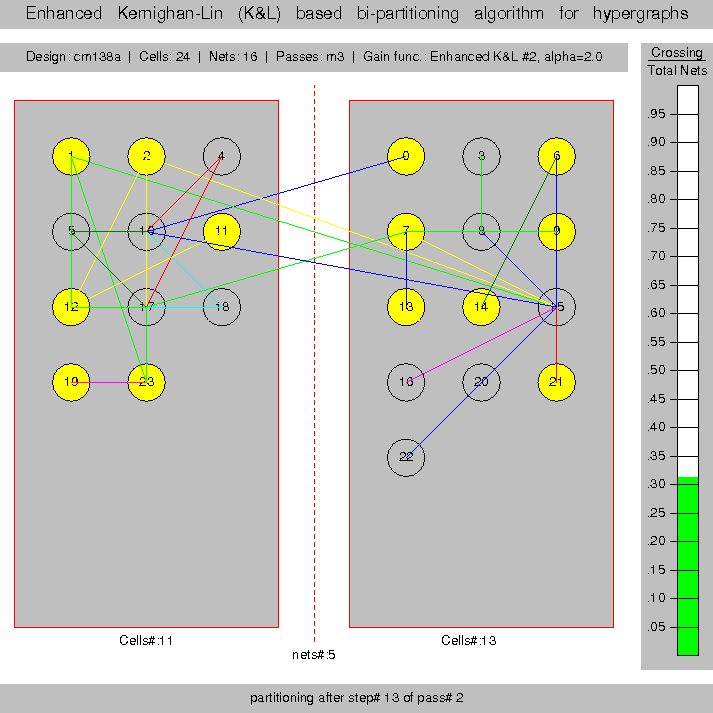 Enhanced Kernighan-Lin (K&L) based bi-partitioning algorithm for hypergraphs
Design: cm138a | Cells: 24 | Nets: 16 | Passes: m3 | Gain func.: Enhanced K&L #2, alpha=2.0
Crossing
Total Nets
.95
.90
.85
.80
.75
.70
.65
.60
.55
.50
.45
.40
.35
.30
.25
.20
.15
.10
.05
1 2 4
5 10 11
12 17 18
19 23
0 3 6
7 8 9
13 14 15
16 20 21
22
Cells#:11
Cells#:13
nets#:5
partitioning after step# 13 of pass# 2